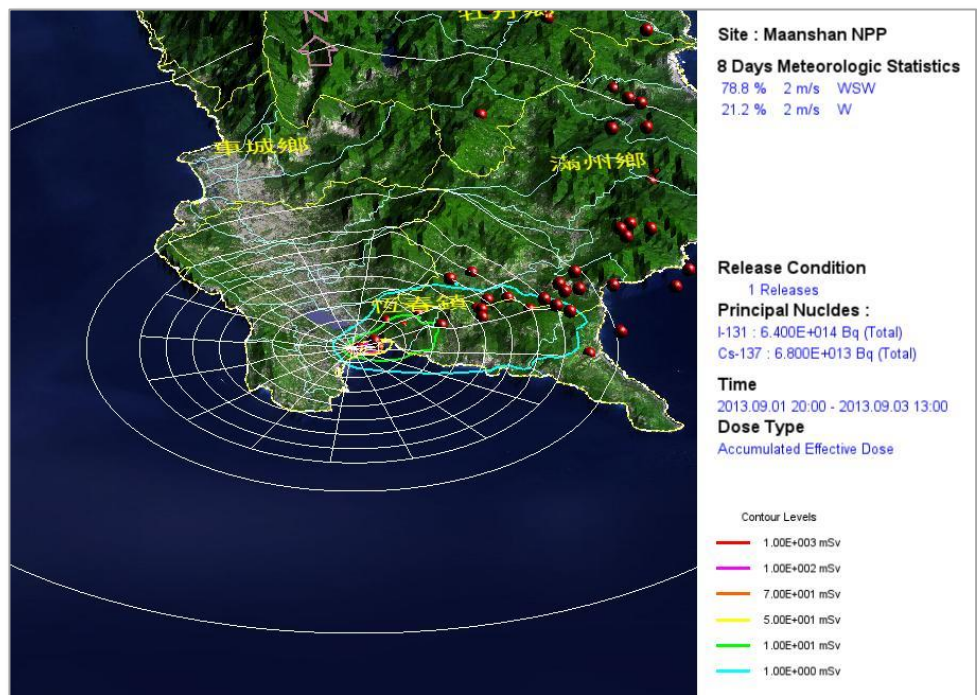 車城鄉
滿州鄉
恆春鎮
Site : Maanshan NPP
8 Days Meteorologic Statistics
78.8 % 2 m/s WSW
21.2 % 2 m/s W
Release Condition
1 Releases
Principal Nucldes :
I-131 : 6.400E+014 Bq (Total)
Cs-137 : 6.800E+013 Bq (Total)
Time
2013.09.01 20:00 - 2013.09.03 13:00
Dose Type
Accumulated Effective Dose
Contour Levels
1.00E+003 mSv
1.00E+002 mSv
7.00E+001 mSv
5.00E+001 mSv
1.00E+001 mSv
1.00E+000 mSv